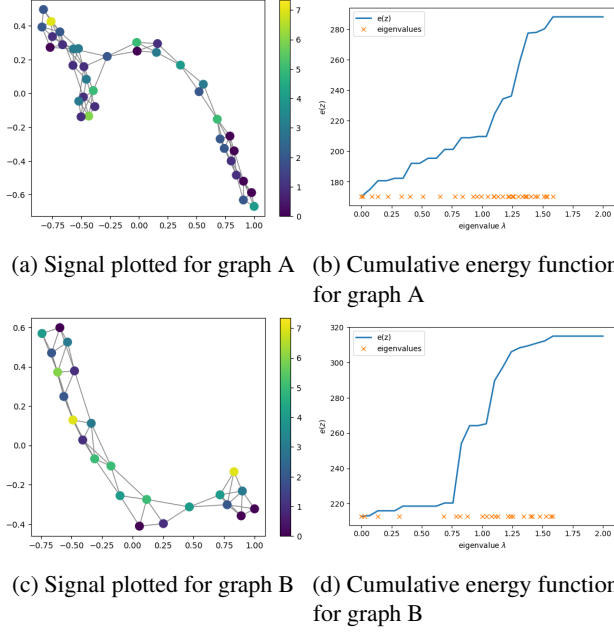 0.4
0.2
0.0
−0.2
−0.4
−0.6
−0.75 −0.50 −0.25 0.00 0.25 0.50 0.75 1.00
7
6
5
4
3
2
1
0
e(z)
eigenvalues
280
260
240
220
200
180
e(z)
0.00 0.25 0.50 0.75 1.00 1.25 1.50 1.75 2.00
eigenvalue λ
(a) Signal plotted for graph A
(b) Cumulative energy function
for graph A
0.6
0.4
0.2
0.0
−0.2
−0.4
−0.75 −0.50 −0.25 0.00 0.25 0.50 0.75 1.00
7
6
5
4
3
2
1
0
e(z)
eigenvalues
320
300
280
260
240
220
e(z)
0.00 0.25 0.50 0.75 1.00 1.25 1.50 1.75 2.00
eigenvalue λ
(c) Signal plotted for graph B
(d) Cumulative energy function
for graph B